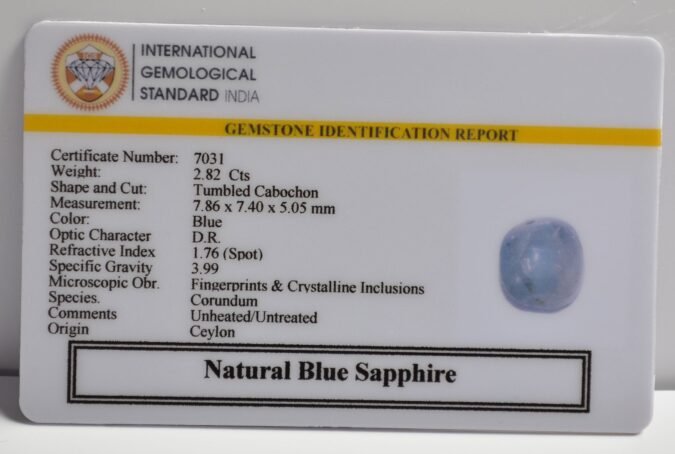 INTERNATIONAL
GEMOLOGICAL
STANDARD INDIA
GEMSTONE IDENTIFICATION REPORT
Certificate Number: 7031
Weight: 2.82 Cts
Shape and Cut: Tumbled Cabochon
Measurement: 7.86 x 7.40 x 5.05 mm
Color: Blue
Optic Character D.R.
Refractive Index 1.76 (Spot)
Specific Gravity 3.99
Microscopic Obr. Fingerprints & Crystalline Inclusions
Species. Corundum
Comments Unheated/Untreated
Origin Ceylon
Natural Blue Sapphire